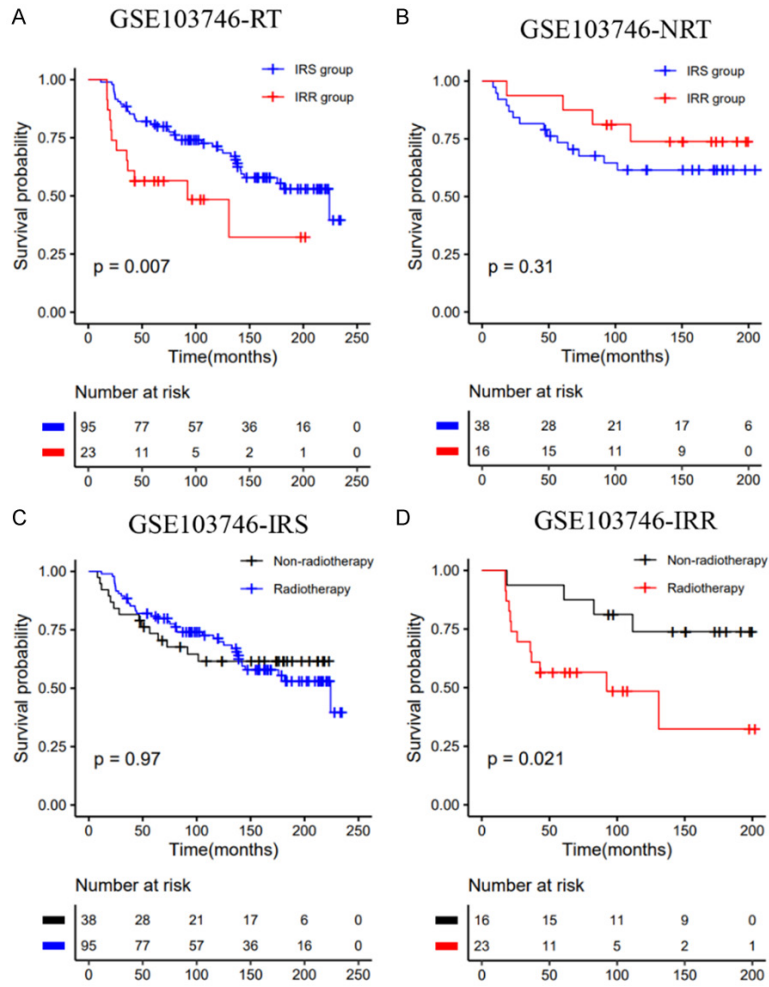 A
GSE103746-RT
IRS group
IRR group
1.00
0.75
0.50
0.25
0.00
Survival probability
p = 0.007
0 50 100 150 200 250
Time(months)
Number at risk
95 77 57 36 16 0
23 11 5 2 1 0
0 50 100 150 200 250
B
GSE103746-NRT
IRS group
IRR group
1.00
0.75
0.50
0.25
0.00
Survival probability
p = 0.31
0 50 100 150 200
Time(months)
Number at risk
38 28 21 17 6
16 15 11 9 0
0 50 100 150 200
C
GSE103746-IRS
Non-radiotherapy
Radiotherapy
1.00
0.75
0.50
0.25
0.00
Survival probability
p = 0.97
0 50 100 150 200 250
Time(months)
Number at risk
38 28 21 17 6 0
95 77 57 36 16 0
0 50 100 150 200 250
D
GSE103746-IRR
Non-radiotherapy
Radiotherapy
1.00
0.75
0.50
0.25
0.00
Survival probability
p = 0.021
0 50 100 150 200
Time(months)
Number at risk
16 15 11 9 0
23 11 5 2 1
0 50 100 150 200